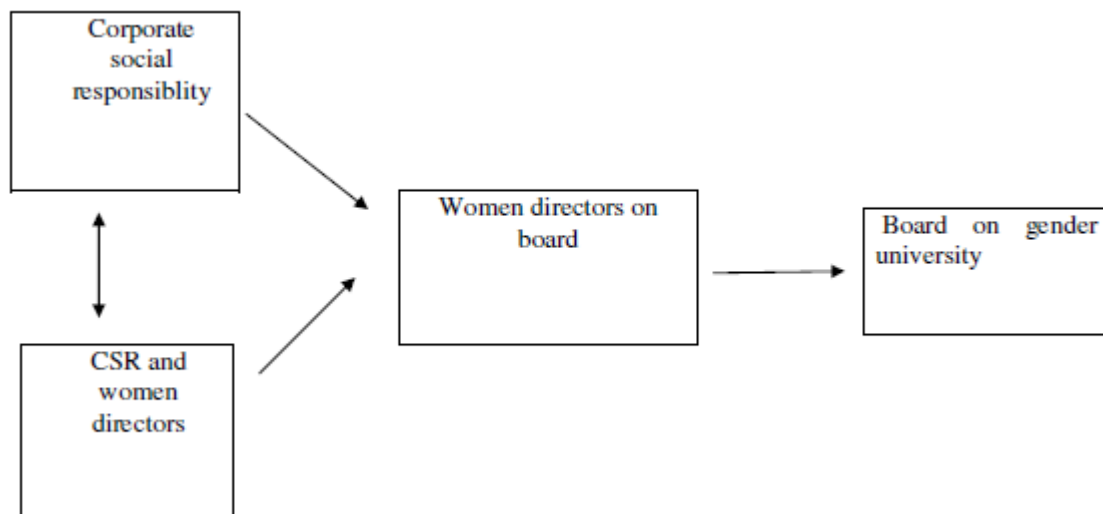 Corporate
social
responsiblity
Women directors on
board
Board on gender
university
CSR and
women
directors